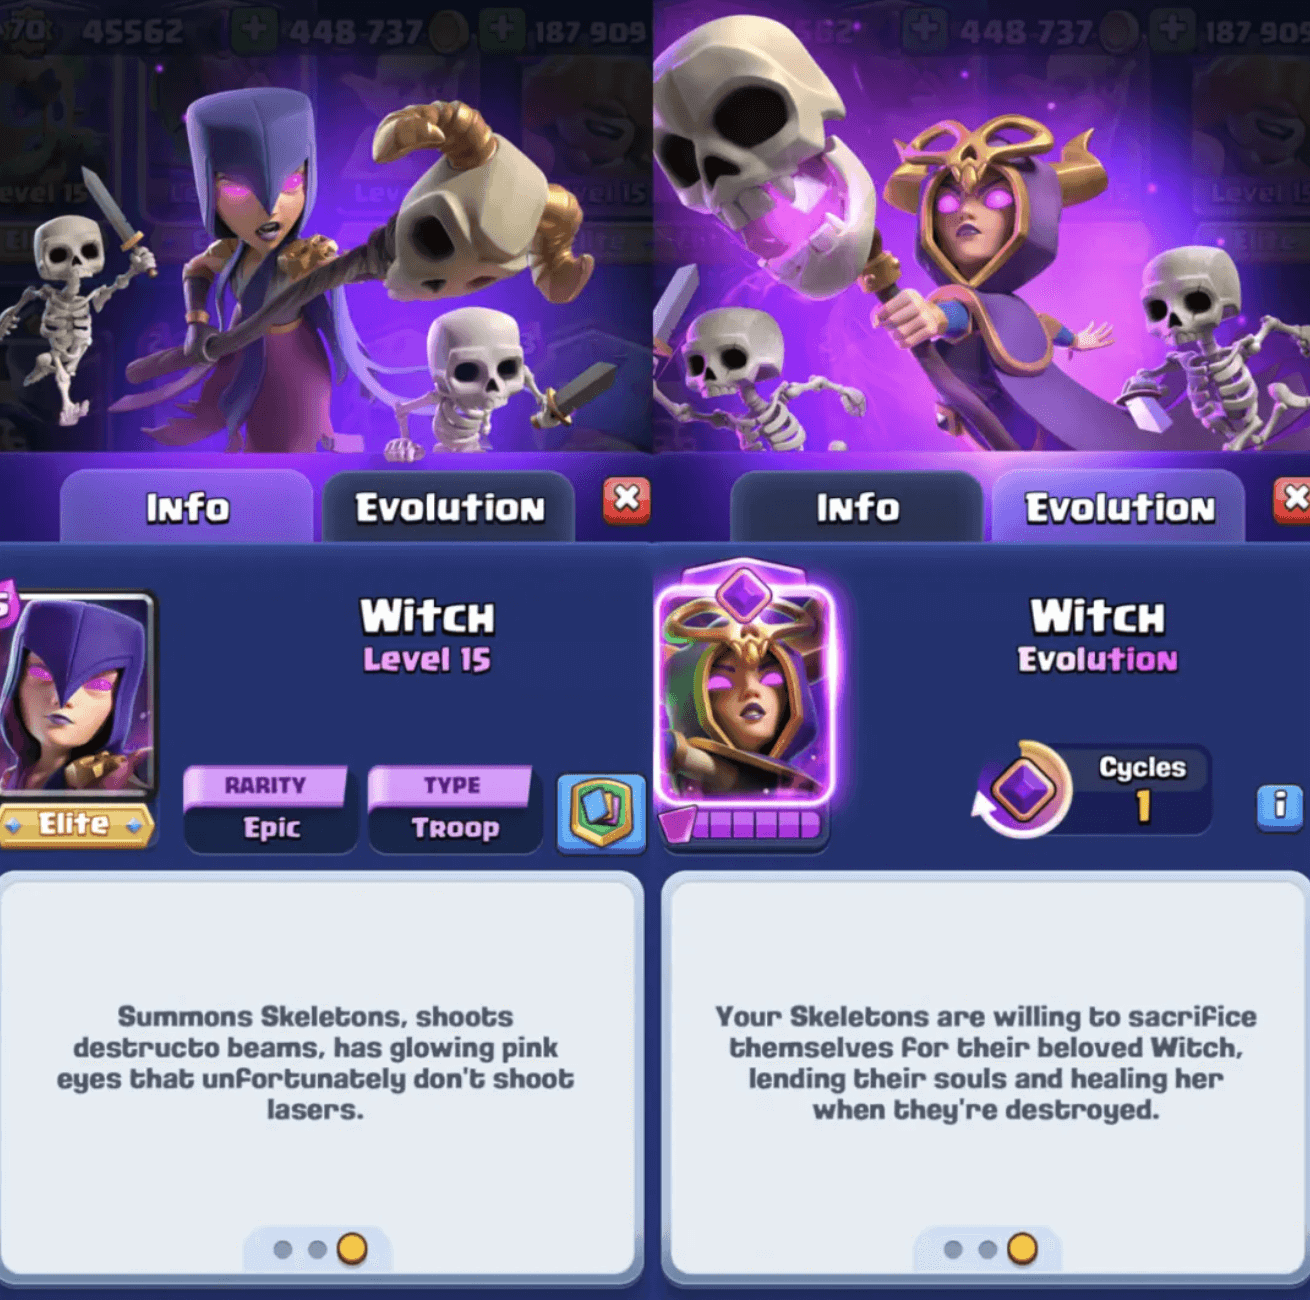 45562
448 737
187 909
448 737
Level 15
Info
Evolution
Info
Evolution
Witch
Level 15
Elite
RARITY
Epic
TYPE
Troop
Summons Skeletons, shoots
destructo beams, has glowing pink
eyes that unfortunately don't shoot
lasers.
Witch
Evolution
Cycles
1
i
Your Skeletons are willing to sacrifice
themselves for their beloved Witch,
lending their souls and healing her
when they're destroyed.